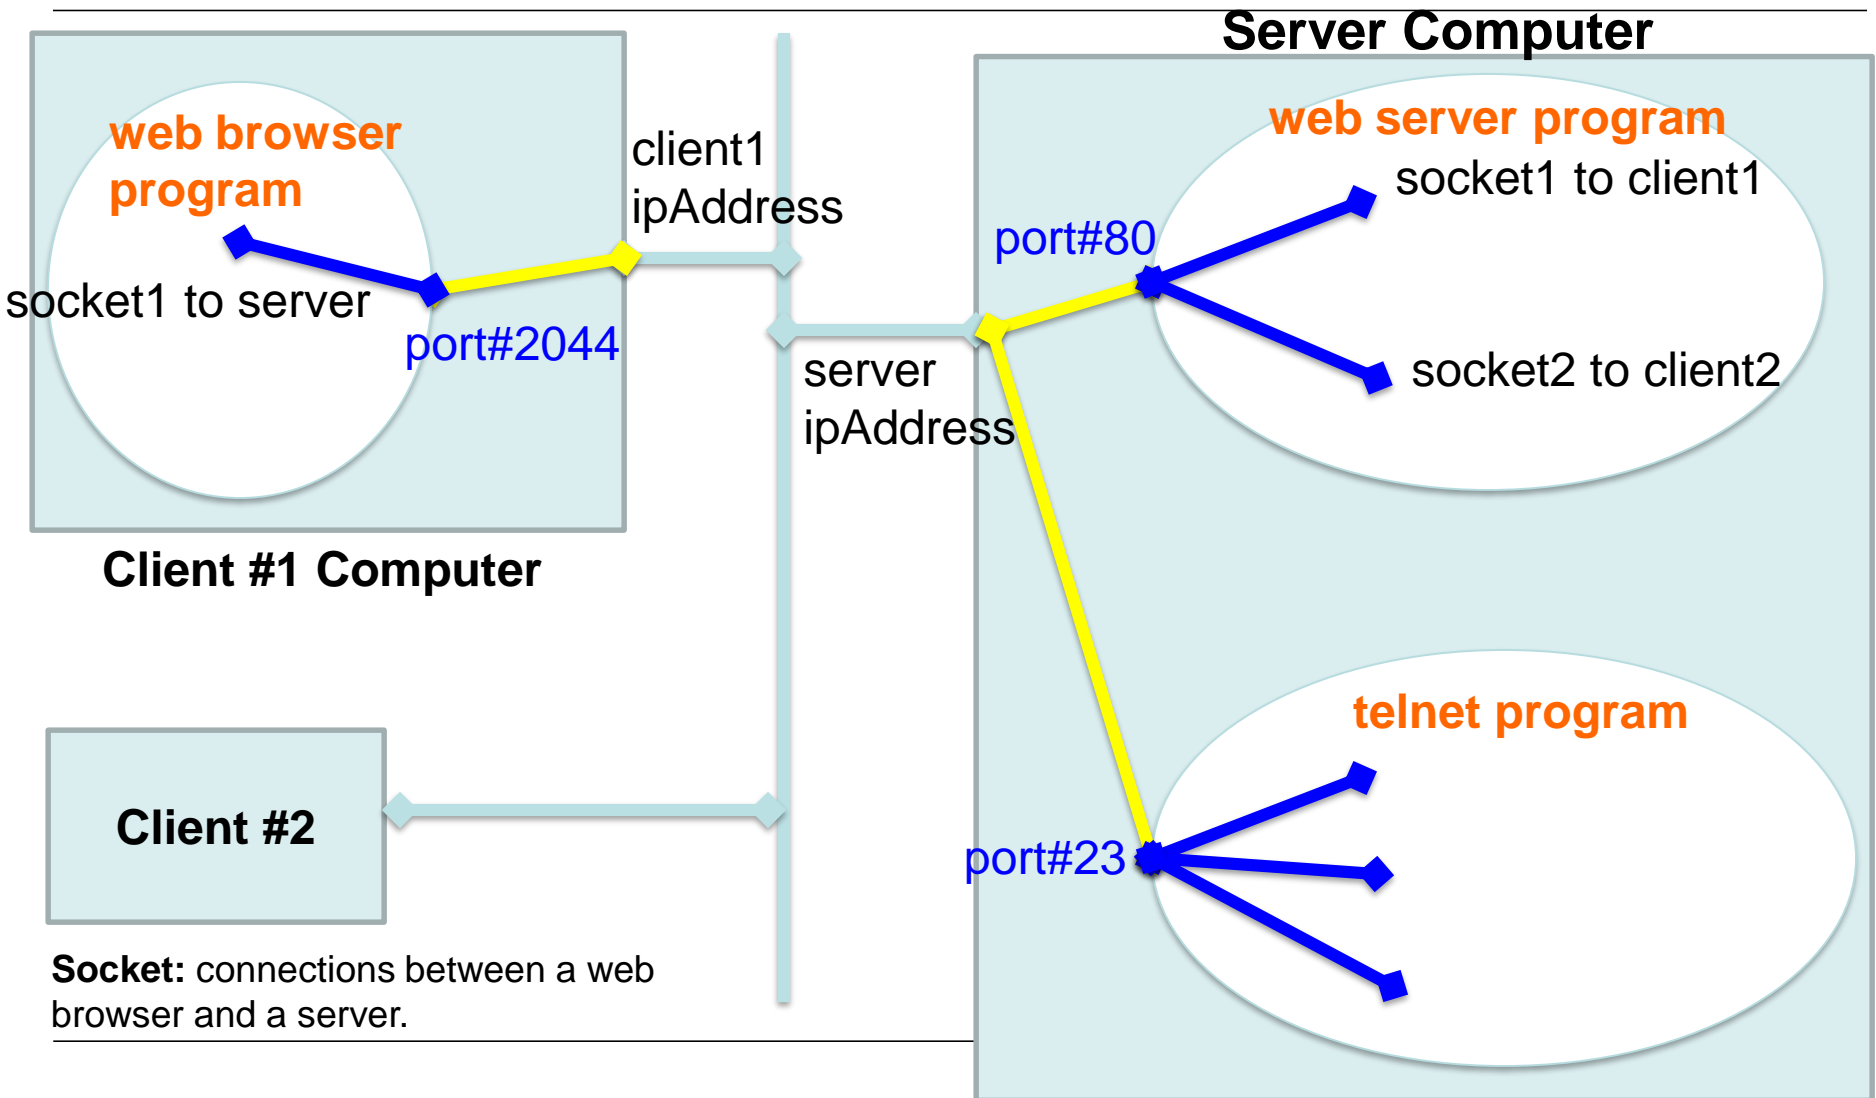 Server Computer
web browser
program
client1
ipAddress
web server program
socket1 to client1
port#80
socket1 to server
port#2044
server
ipAddress
socket2 to client2
Client #1 Computer
telnet program
Client #2
port#23
Socket: connections between a web
browser and a server.